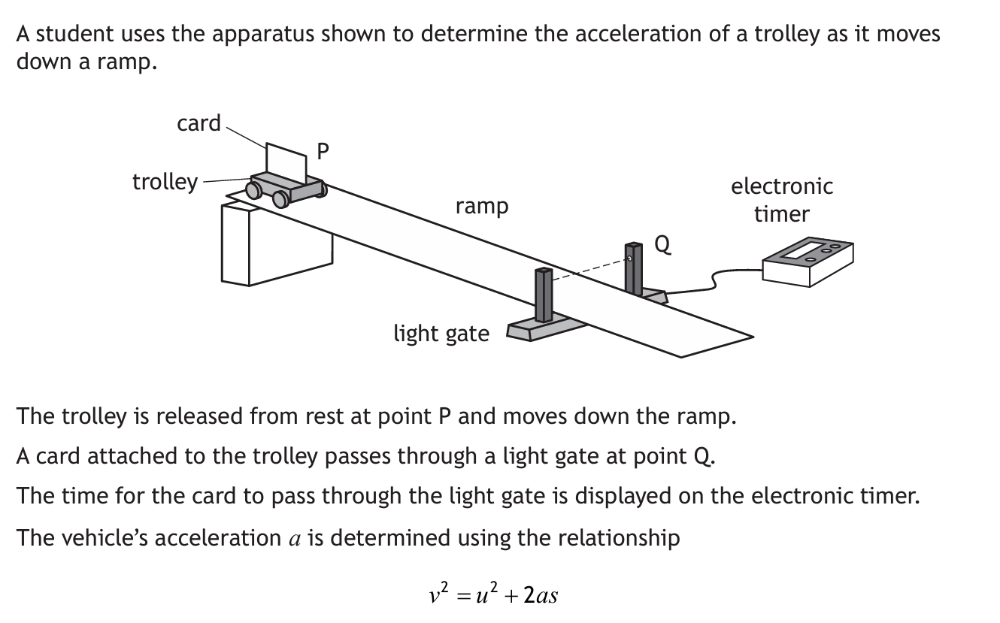 A student uses the apparatus shown to determine the acceleration of a trolley as it moves
down a ramp.
card
P
trolley
ramp
electronic
timer
Q
light gate
The trolley is released from rest at point P and moves down the ramp.
A card attached to the trolley passes through a light gate at point Q.
The time for the card to pass through the light gate is displayed on the electronic timer.
The vehicle’s acceleration a is determined using the relationship
v² = u² + 2as